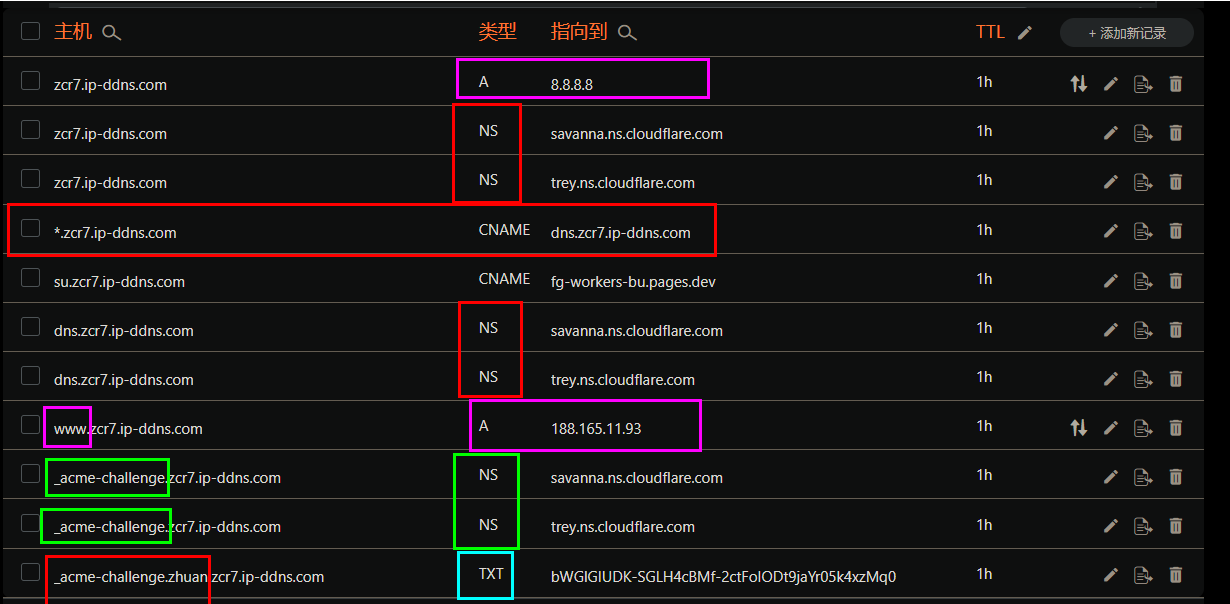 主机 类型 指向到 TTL + 添加新记录
zcr7.ip-ddns.com A 8.8.8.8 1h
zcr7.ip-ddns.com NS savanna.ns.cloudflare.com 1h
zcr7.ip-ddns.com NS trey.ns.cloudflare.com 1h
*.zcr7.ip-ddns.com CNAME dns.zcr7.ip-ddns.com 1h
su.zcr7.ip-ddns.com CNAME fg-workers-bu.pages.dev 1h
dns.zcr7.ip-ddns.com NS savanna.ns.cloudflare.com 1h
dns.zcr7.ip-ddns.com NS trey.ns.cloudflare.com 1h
www.zcr7.ip-ddns.com A 188.165.11.93 1h
_acme-challenge.zcr7.ip-ddns.com NS savanna.ns.cloudflare.com 1h
_acme-challenge.zcr7.ip-ddns.com NS trey.ns.cloudflare.com 1h
_acme-challenge.zhuan.zcr7.ip-ddns.com TXT bWGlGIUDK-SGLH4cBMf-2ctFolODt9jaYr05k4xzMq0 1h